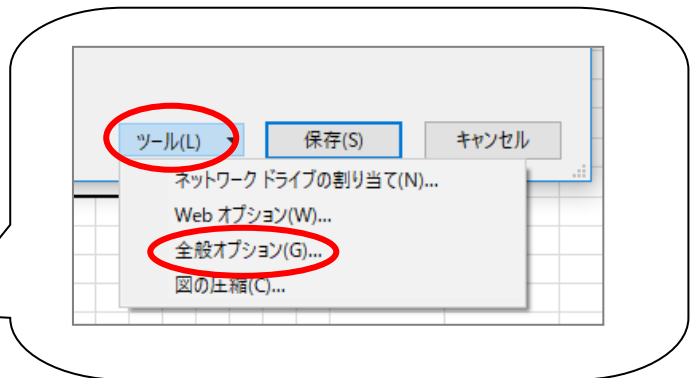 ツール(L) 保存(S) キャンセル
ネットワーク ドライブの割り当て(N)...
Web オプション(W)...
全般オプション(G)...
図の圧縮(C)...